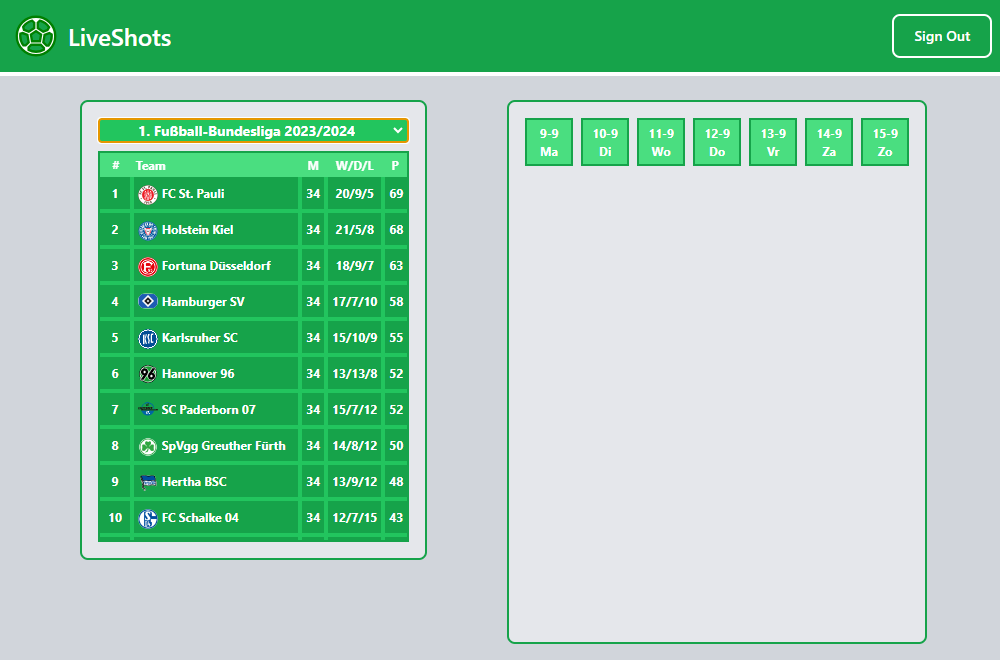 LiveShots
Sign Out
1. Fußball-Bundesliga 2023/2024
# Team M W/D/L P
1 FC St. Pauli 34 20/9/5 69
2 Holstein Kiel 34 21/5/8 68
3 Fortuna Düsseldorf 34 18/9/7 63
4 Hamburger SV 34 17/7/10 58
5 Karlsruher SC 34 15/10/9 55
6 Hannover 96 34 13/13/8 52
7 SC Paderborn 07 34 15/7/12 52
8 SpVgg Greuther Fürth 34 14/8/12 50
9 Hertha BSC 34 13/9/12 48
10 FC Schalke 04 34 12/7/15 43
9-9 10-9 11-9 12-9 13-9 14-9 15-9
Ma Di Wo Do Vr Za Zo